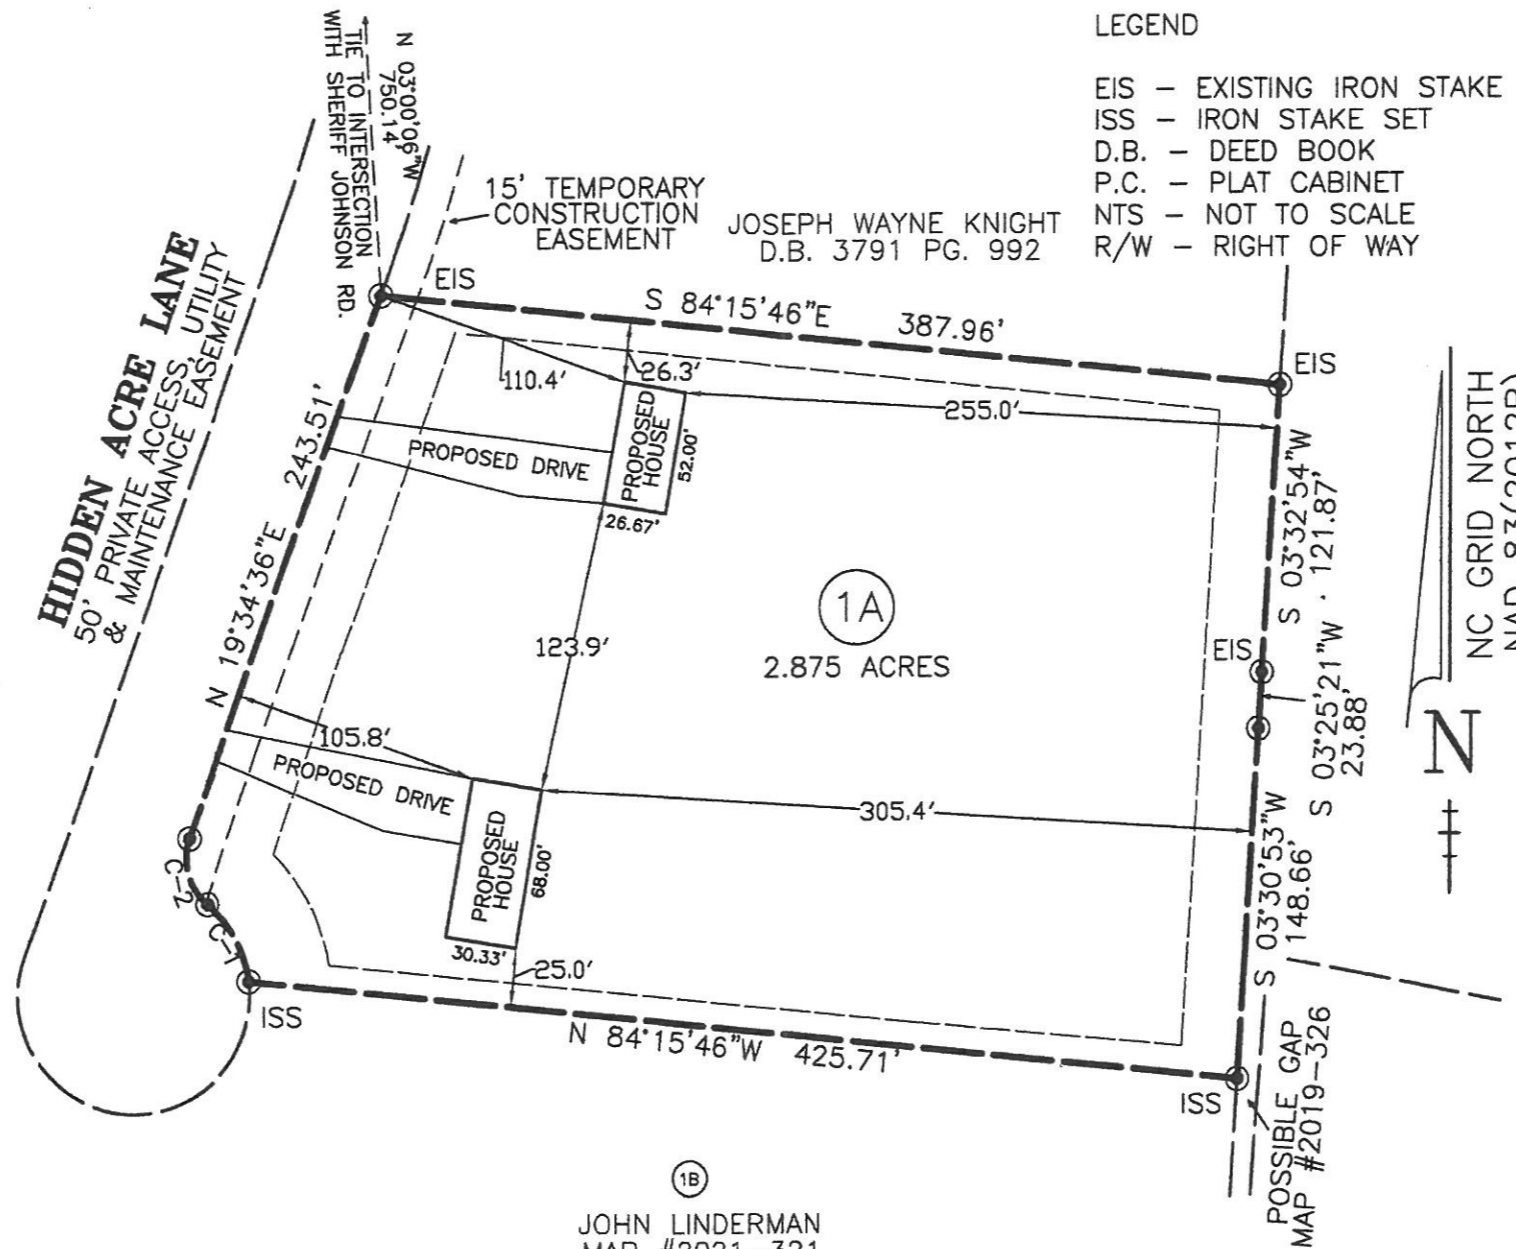 LEGEND
EIS – EXISTING IRON STAKE
ISS – IRON STAKE SET
D.B. – DEED BOOK
P.C. – PLAT CABINET
NTS – NOT TO SCALE
R/W – RIGHT OF WAY
N 03°00'06"W
750.14'
TIE TO INTERSECTION
WITH SHERIFF JOHNSON RD.
15' TEMPORARY
CONSTRUCTION
EASEMENT
JOSEPH WAYNE KNIGHT
D.B. 3791 PG. 992
HIDDEN ACRE LANE
50' PRIVATE ACCESS, UTILITY
& MAINTENANCE EASEMENT
EIS
S 84°15'46"E 387.96'
EIS
110.4'
26.3'
255.0'
PROPOSED
HOUSE
52.00'
26.67'
PROPOSED DRIVE
N 19°34'36"E 243.51'
S 03°32'54"W
121.87'
NC GRID NORTH
NAD 83(2012B)
N
1A
2.875 ACRES
EIS
S 03°25'21"W
23.88'
123.9'
105.8'
PROPOSED DRIVE
305.4'
PROPOSED
HOUSE
68.00'
30.33'
25.0'
C-2
C-1
ISS
S 03°30'53"W
148.66'
N 84°15'46"W 425.71'
ISS
POSSIBLE GAP
MAP #2019–326
1B
JOHN LINDERMAN
MAP #2021–321